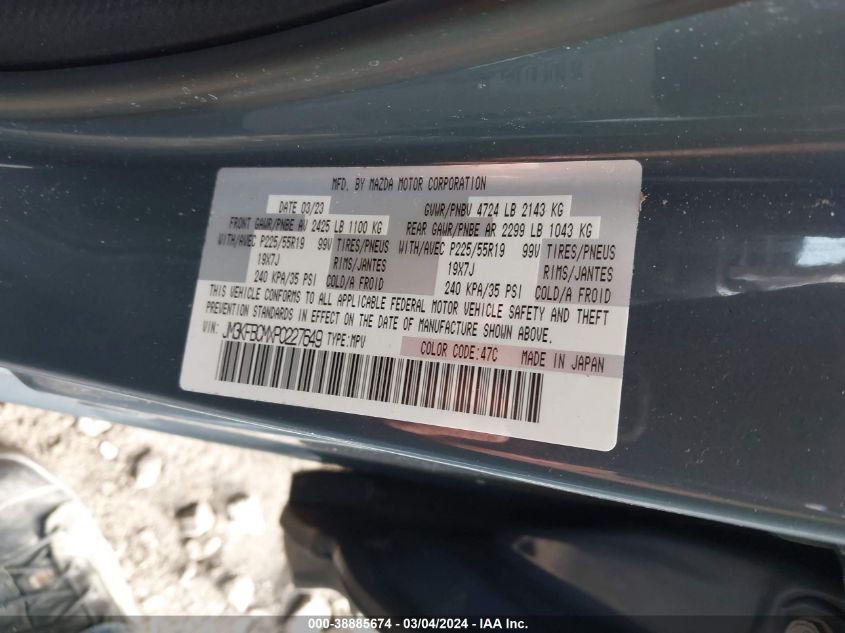 MFD. BY MAZDA MOTOR CORPORATION
DATE 03/23 GVWR/PNBV 4724 LB 2143 KG
FRONT GAWR/PNBE AV 2425 LB 1100 KG REAR GAWR/PNBE AR 2299 LB 1043 KG
WITH/AVEC P225/55R19 99V TIRES/PNEUS WITH/AVEC P225/55R19 99V TIRES/PNEUS
19X7J RIMS/JANTES 19X7J RIMS/JANTES
240 KPA/35 PSI COLD/A FROID 240 KPA/35 PSI COLD/A FROID
THIS VEHICLE CONFORMS TO ALL APPLICABLE FEDERAL MOTOR VEHICLE SAFETY AND THEFT
PREVENTION STANDARDS IN EFFECT ON THE DATE OF MANUFACTURE SHOWN ABOVE.
VIN: JM3KFBCMXP0227649 TYPE:MPV
COLOR CODE:47C MADE IN JAPAN
000-38885674 - 03/04/2024 - IAA Inc.